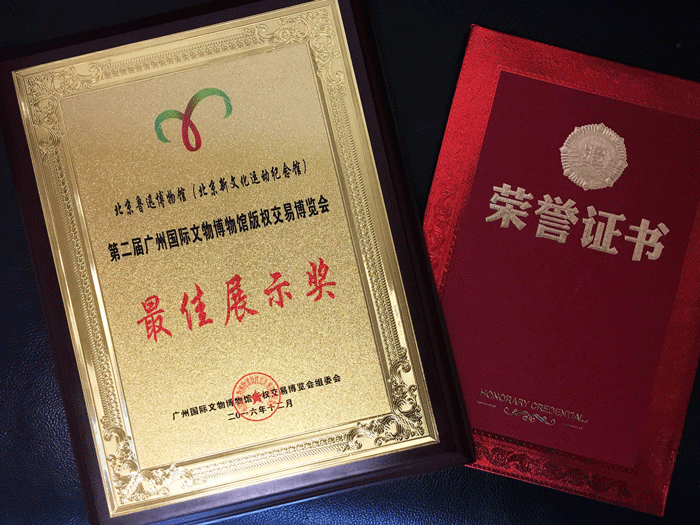 北京鲁迅博物馆（北京新文化运动纪念馆）
第二届广州国际文物博物馆版权交易博览会
最佳展示奖
广州国际文物博物馆版权交易博览会组委会
二〇一六年十二月
荣誉证书
HONORARY CREDENTIAL